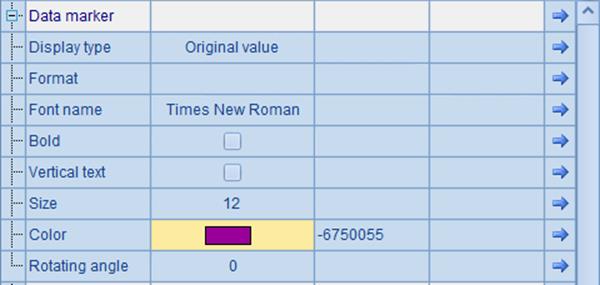 Data marker
Display type Original value
Format
Font name Times New Roman
Bold
Vertical text
Size 12
Color -6750055
Rotating angle 0